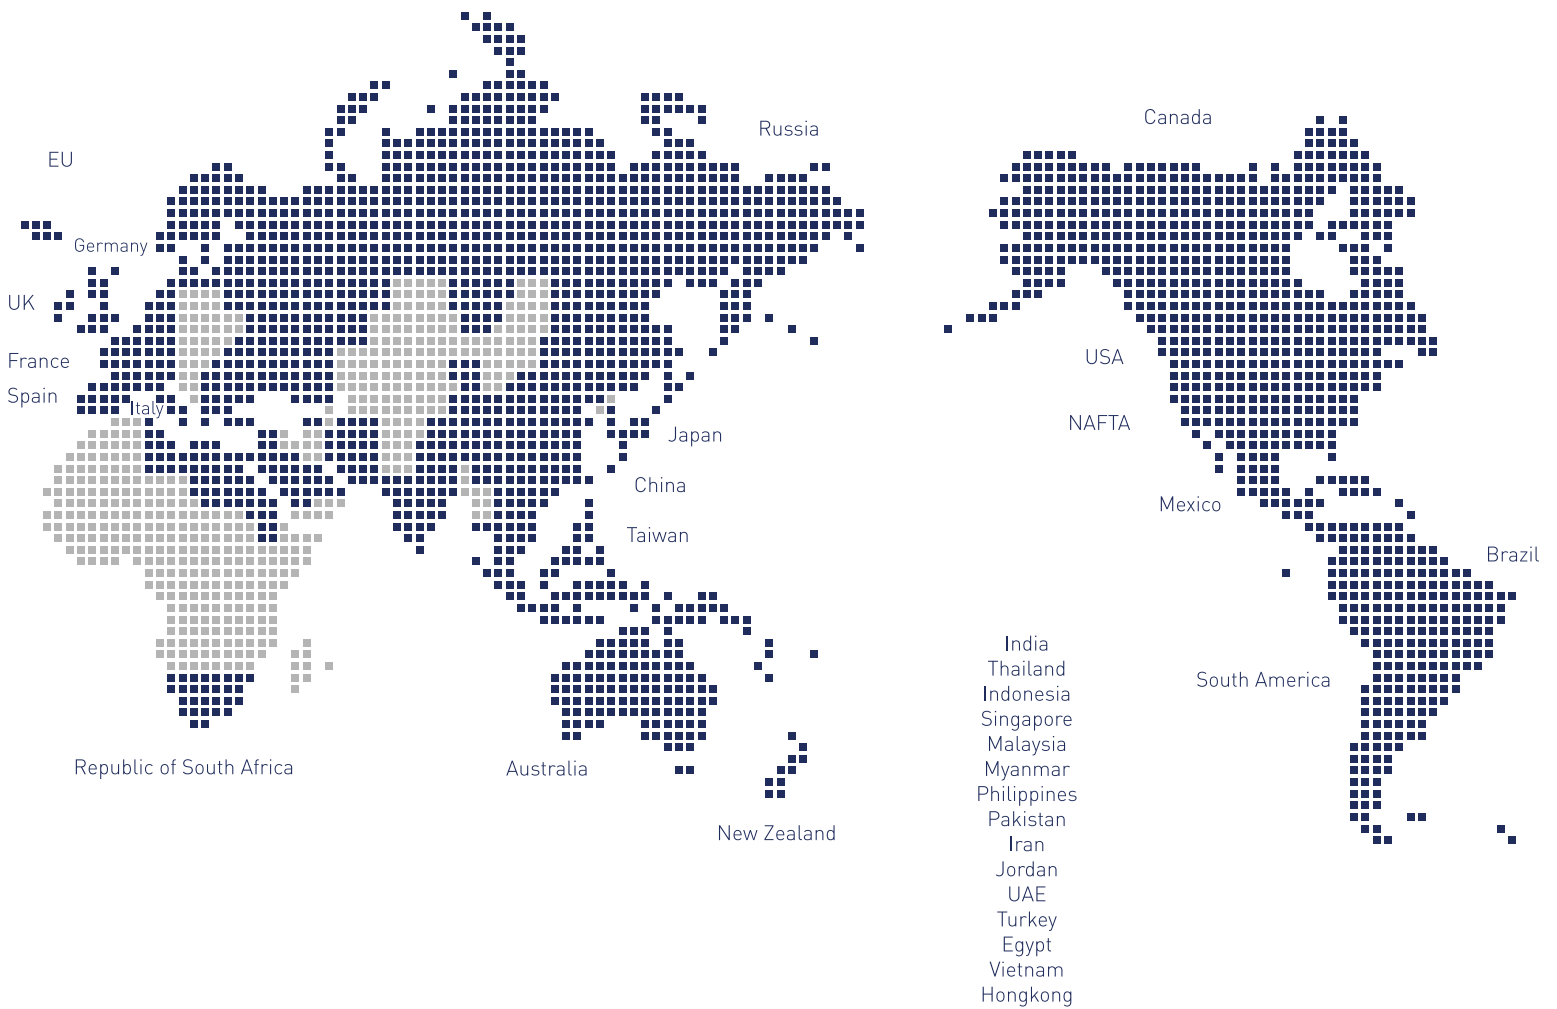 Canada
Russia
EU
Germany
UK
USA
France
Spain
Italy
NAFTA
Japan
China
Mexico
Taiwan
Brazil
India
Thailand
South America
Indonesia
Singapore
Malaysia
Republic of South Africa
Australia
Myanmar
Philippines
Pakistan
New Zealand
Iran
Jordan
UAE
Turkey
Egypt
Vietnam
Hongkong